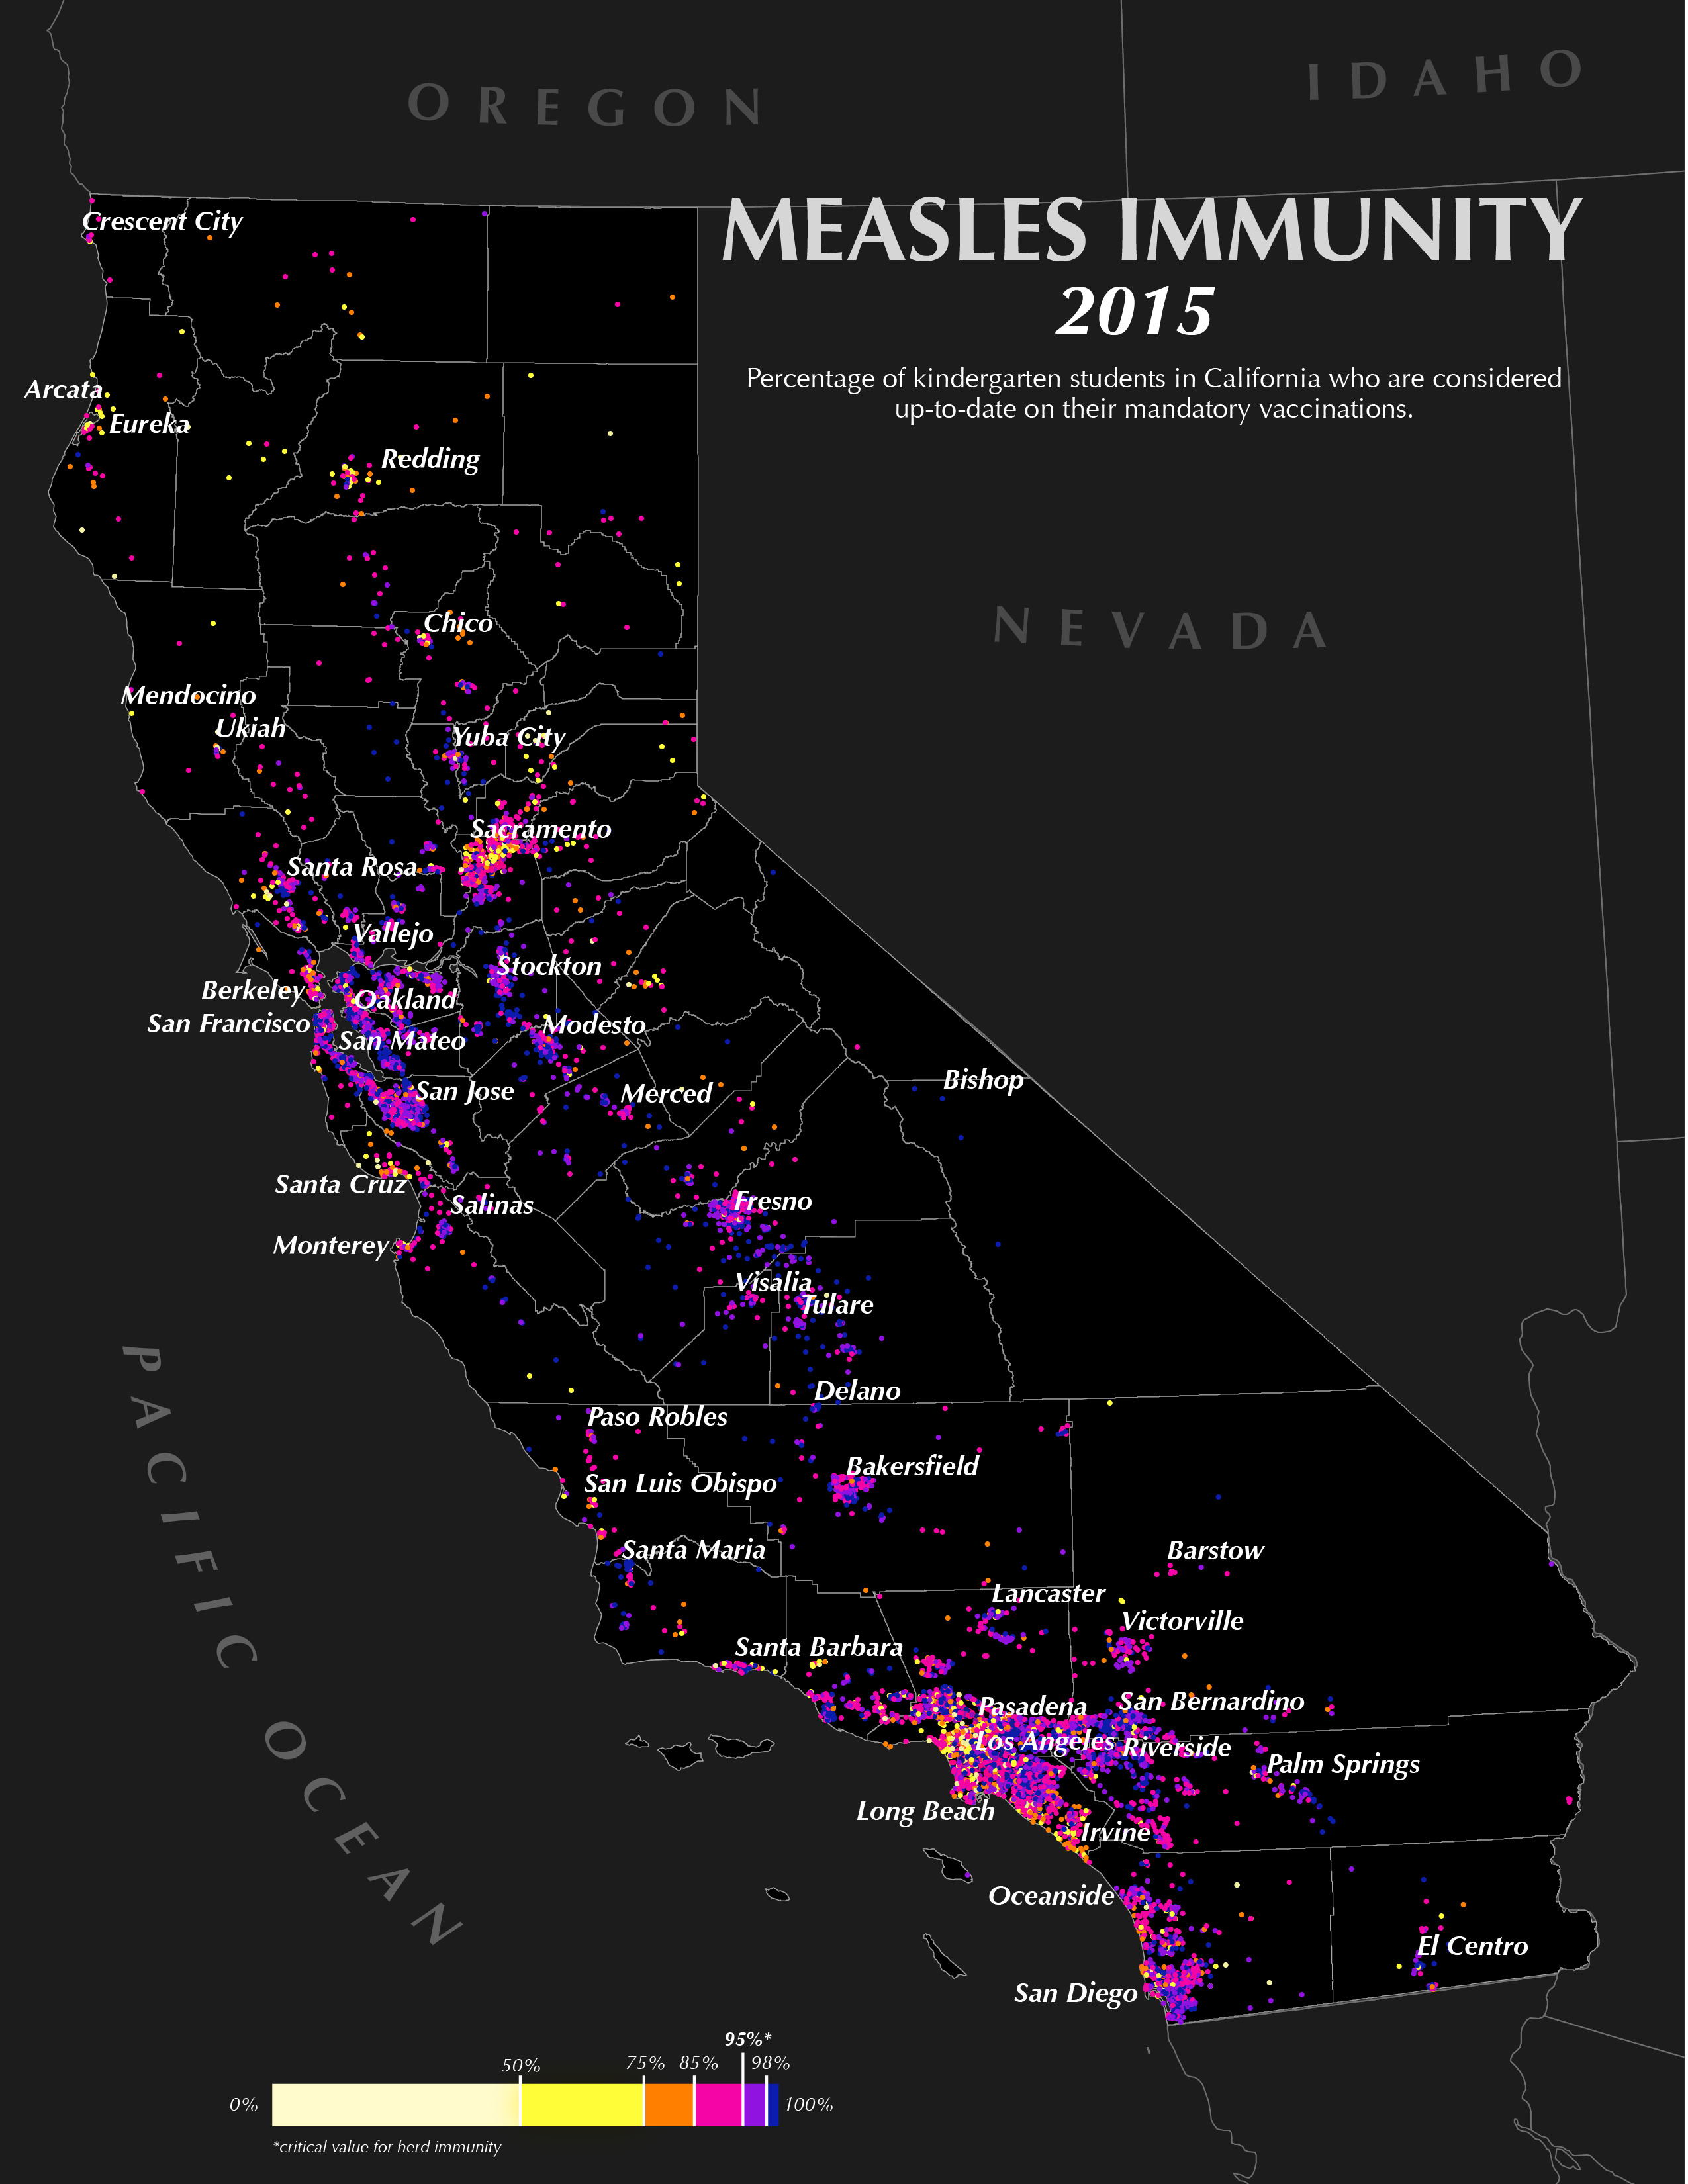 OREGON
IDAHO
MEASLES IMMUNITY
2015
Percentage of kindergarten students in California who are considered
up-to-date on their mandatory vaccinations.
Crescent City
Arcata
Eureka
Redding
NEVADA
Chico
Mendocino
Ukiah
Yuba City
Sacramento
Santa Rosa
Vallejo
Stockton
Berkeley
Oakland
San Francisco
Modesto
San Mateo
Bishop
San Jose
Merced
Santa Cruz
Salinas
Fresno
Monterey
Visalia
Tulare
PACIFIC OCEAN
Delano
Paso Robles
Bakersfield
San Luis Obispo
Santa Maria
Barstow
Lancaster
Victorville
Santa Barbara
Pasadena
San Bernardino
Los Angeles
Riverside
Palm Springs
Long Beach
Irvine
Oceanside
El Centro
San Diego
95%*
50%
75%
85%
98%
0%
100%
*critical value for herd immunity